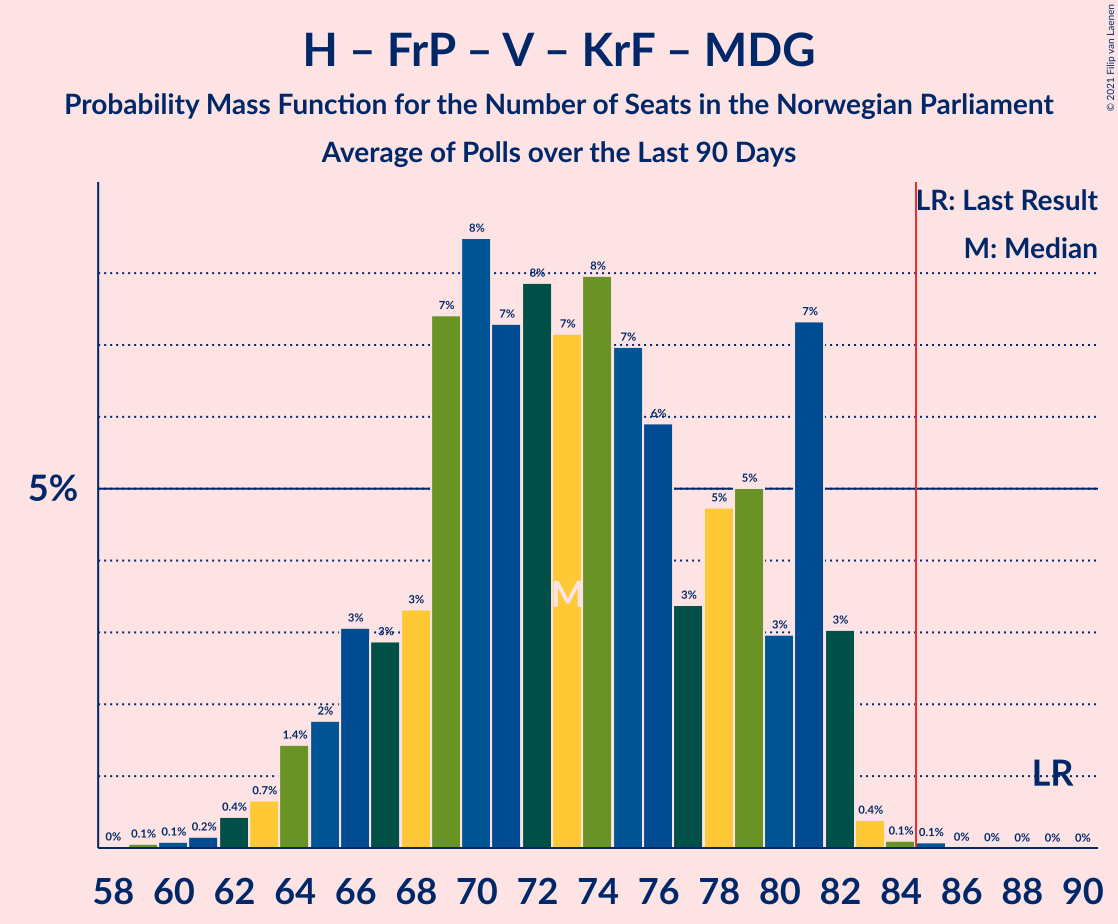 H – FrP – V – KrF – MDG
Probability Mass Function for the Number of Seats in the Norwegian Parliament
Average of Polls over the Last 90 Days
© 2021 Filip van Laenen
LR: Last Result
M: Median
5%
0% 0.1% 0.1% 0.2% 0.4% 0.7% 1.4% 2% 3% 3% 3% 7% 8% 7% 8% 7% 8% 7% 6% 3% 5% 5% 3% 7% 3% 0.4% 0.1% 0.1% 0% 0% 0% 0% 0%
M
LR
58 60 62 64 66 68 70 72 74 76 78 80 82 84 86 88 90